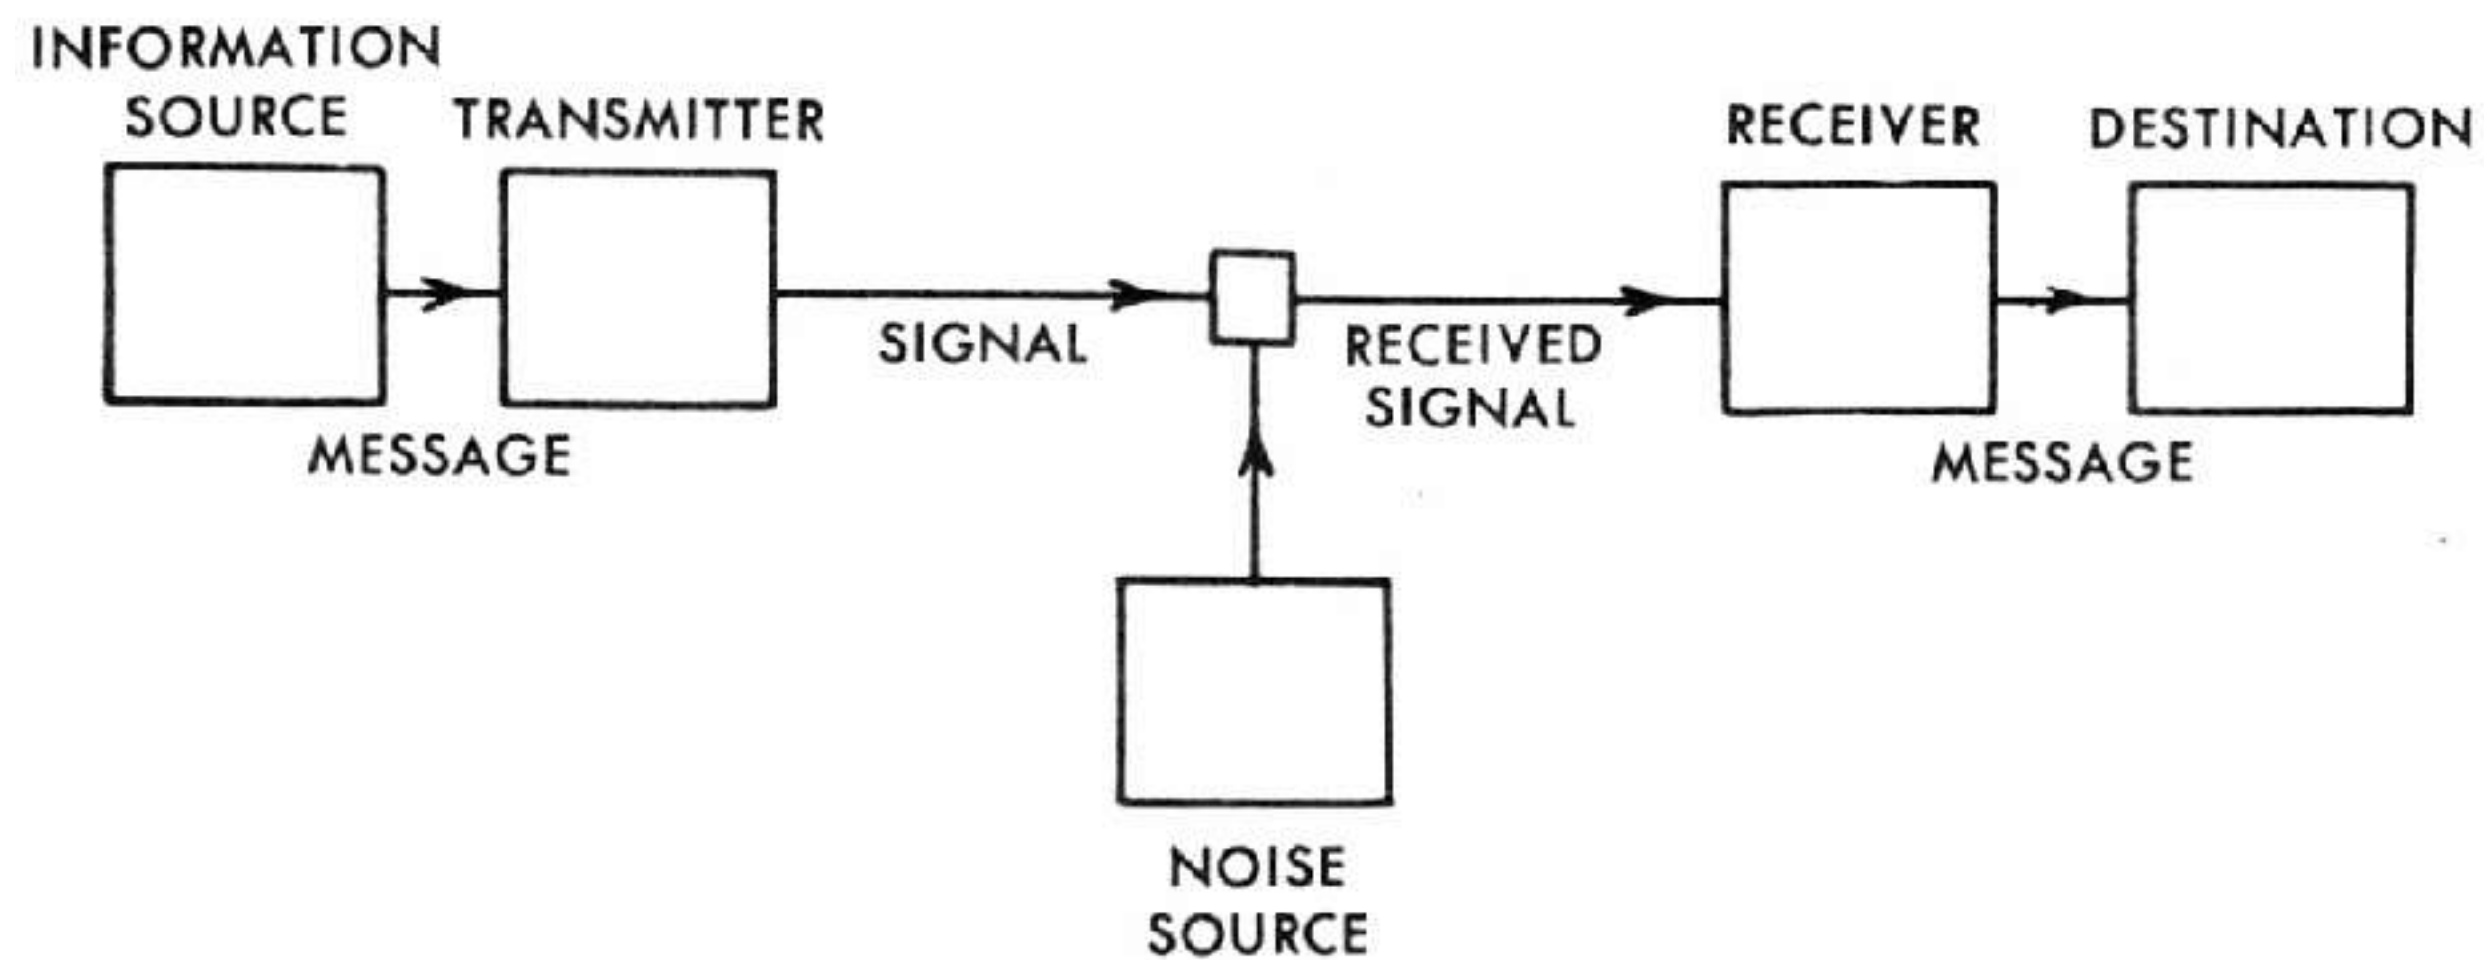 INFORMATION
SOURCE
TRANSMITTER
RECEIVER
DESTINATION
SIGNAL
RECEIVED
SIGNAL
MESSAGE
MESSAGE
NOISE
SOURCE